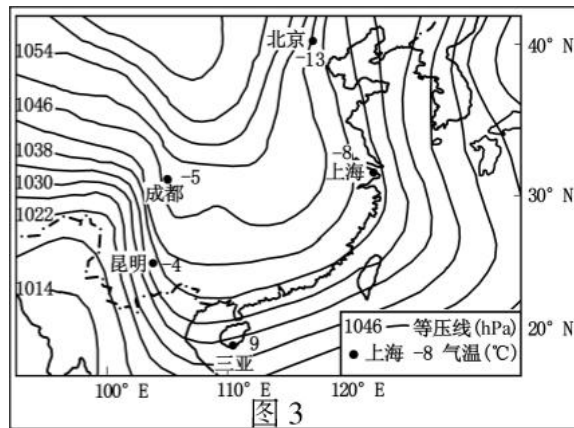 1054
1046
1038
1030
1022
1014
北京
-13
-8
上海
-5
成都
昆明
-4
9
三亚
40° N
30° N
20° N
100° E
110° E
120° E
1046 等压线(hPa)
上海 -8 气温(℃)
图 3